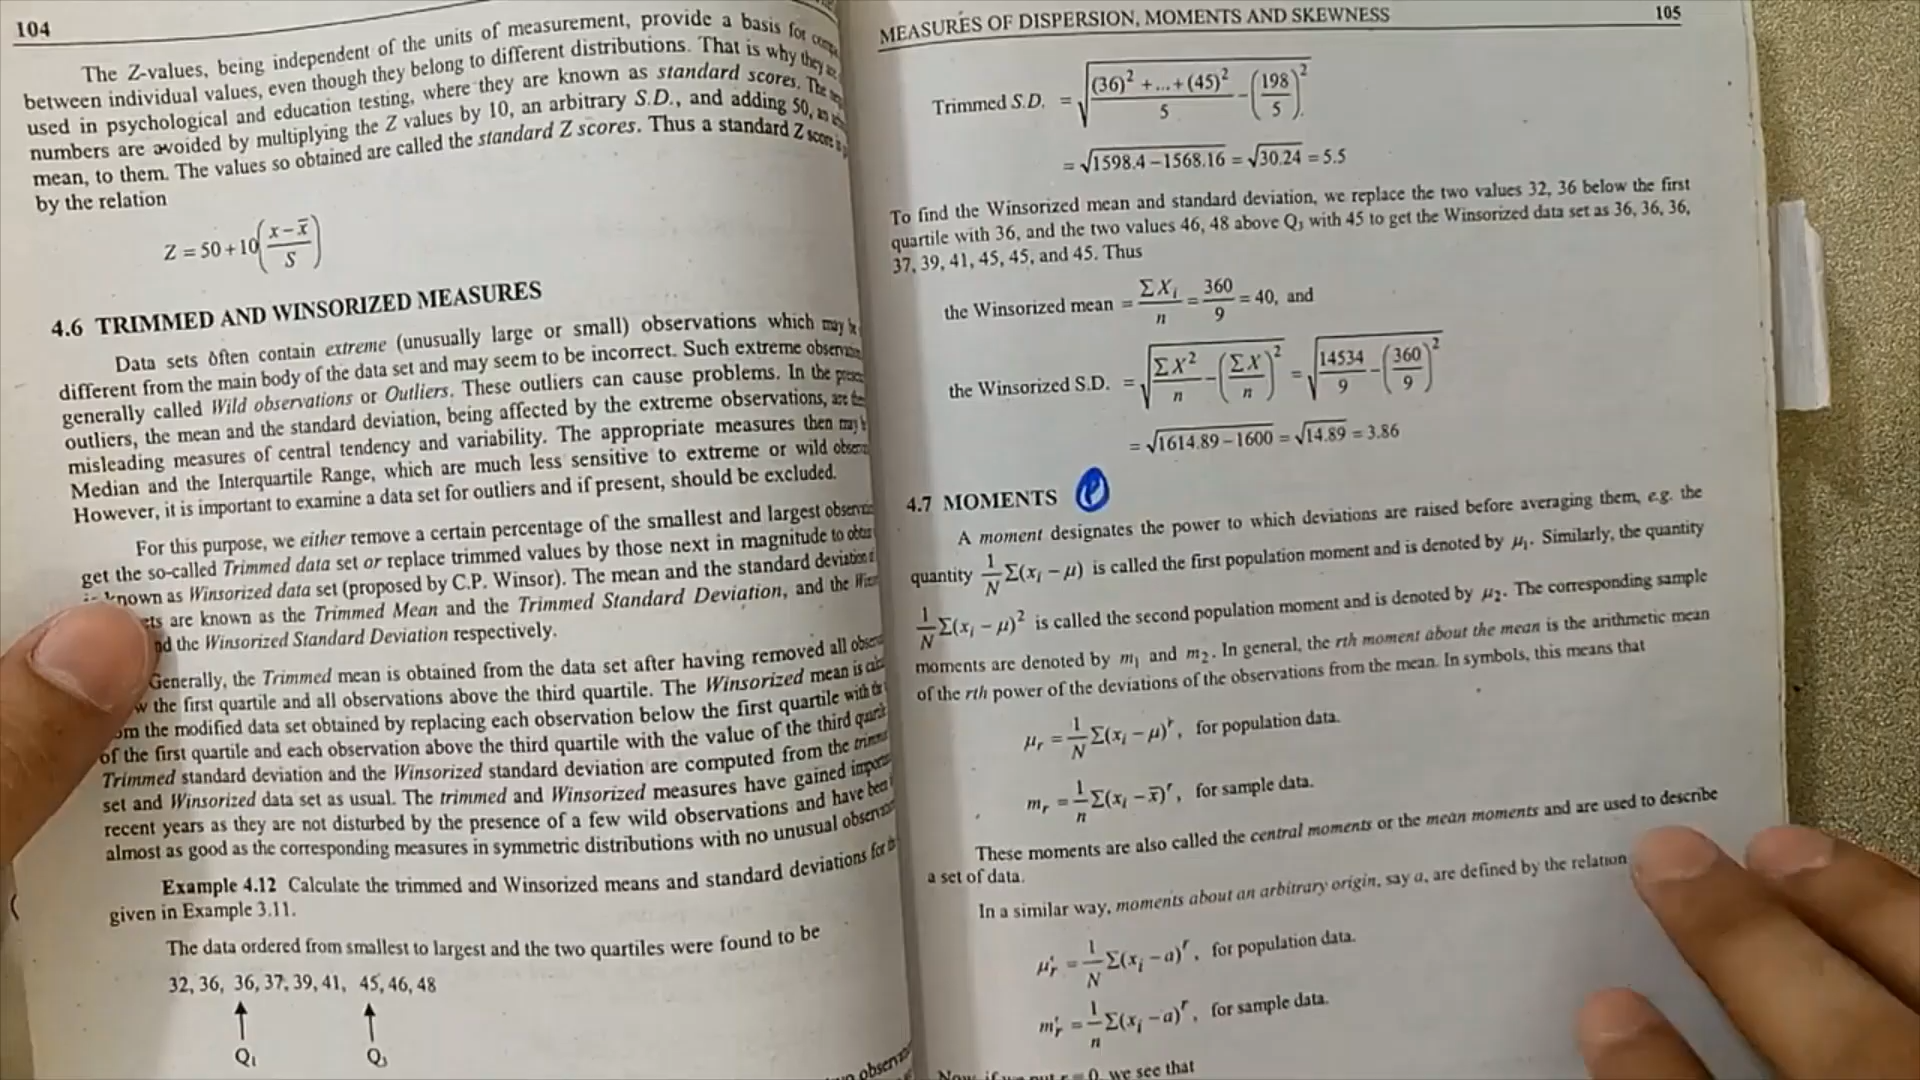 104
The Z-values, being independent of the units of measurement, provide a basis for
between individual values, even though they belong to different distributions. That is why they
used in psychological and education testing, where they are known as standard scores. The
numbers are avoided by multiplying the Z values by 10, an arbitrary S.D., and adding 50,
mean, to them. The values so obtained are called the standard Z scores. Thus a standard Z score
by the relation
Z = 50 + 10((x − x̄)/S)
4.6 TRIMMED AND WINSORIZED MEASURES
Data sets often contain extreme (unusually large or small) observations which may
different from the main body of the data set and may seem to be incorrect. Such extreme
generally called Wild observations or Outliers. These outliers can cause problems. In the
outliers, the mean and the standard deviation, being affected by the extreme observations, are
misleading measures of central tendency and variability. The appropriate measures then may
Median and the Interquartile Range, which are much less sensitive to extreme or wild
However, it is important to examine a data set for outliers and if present, should be excluded.
For this purpose, we either remove a certain percentage of the smallest and largest
get the so-called Trimmed data set or replace trimmed values by those next in magnitude to
known as Winsorized data set (proposed by C.P. Winsor). The mean and the standard deviation
are known as the Trimmed Mean and the Trimmed Standard Deviation, and the
the Winsorized Standard Deviation respectively.
Generally, the Trimmed mean is obtained from the data set after having removed all
the first quartile and all observations above the third quartile. The Winsorized mean is
the modified data set obtained by replacing each observation below the first quartile with
of the first quartile and each observation above the third quartile with the value of the third
Trimmed standard deviation and the Winsorized standard deviation are computed from the
set and Winsorized data set as usual. The trimmed and Winsorized measures have gained
recent years as they are not disturbed by the presence of a few wild observations and have been
almost as good as the corresponding measures in symmetric distributions with no unusual
Example 4.12 Calculate the trimmed and Winsorized means and standard deviations for
given in Example 3.11.
The data ordered from smallest to largest and the two quartiles were found to be
32, 36, 36, 37, 39, 41, 45, 46, 48
Q₁ Q₃
MEASURES OF DISPERSION, MOMENTS AND SKEWNESS 105
Trimmed S.D. = √((36)² + ... + (45)²/5 − (198/5)²)
= √1598.4 − 1568.16 = √30.24 = 5.5
To find the Winsorized mean and standard deviation, we replace the two values 32, 36 below the first
quartile with 36, and the two values 46, 48 above Q₃ with 45 to get the Winsorized data set as 36, 36, 36,
37, 39, 41, 45, 45, and 45. Thus
the Winsorized mean = ΣXᵢ/n = 360/9 = 40, and
the Winsorized S.D. = √(ΣX²/n − (ΣX/n)²) = √(14534/9 − (360/9)²)
= √1614.89 − 1600 = √14.89 = 3.86
4.7 MOMENTS
A moment designates the power to which deviations are raised before averaging them, e.g. the
quantity 1/N Σ(xᵢ − μ) is called the first population moment and is denoted by μ₁. Similarly, the quantity
1/N Σ(xᵢ − μ)² is called the second population moment and is denoted by μ₂. The corresponding sample
moments are denoted by m₁ and m₂. In general, the rth moment about the mean is the arithmetic mean
of the rth power of the deviations of the observations from the mean. In symbols, this means that
μᵣ = 1/N Σ(xᵢ − μ)ʳ, for population data.
mᵣ = 1/n Σ(xᵢ − x̄)ʳ, for sample data.
These moments are also called the central moments or the mean moments and are used to describe
a set of data.
In a similar way, moments about an arbitrary origin, say a, are defined by the relation
μ'ᵣ = 1/N Σ(xᵢ − a)ʳ, for population data.
m'ᵣ = 1/n Σ(xᵢ − a)ʳ, for sample data.
Now, if we put r = 0, we see that